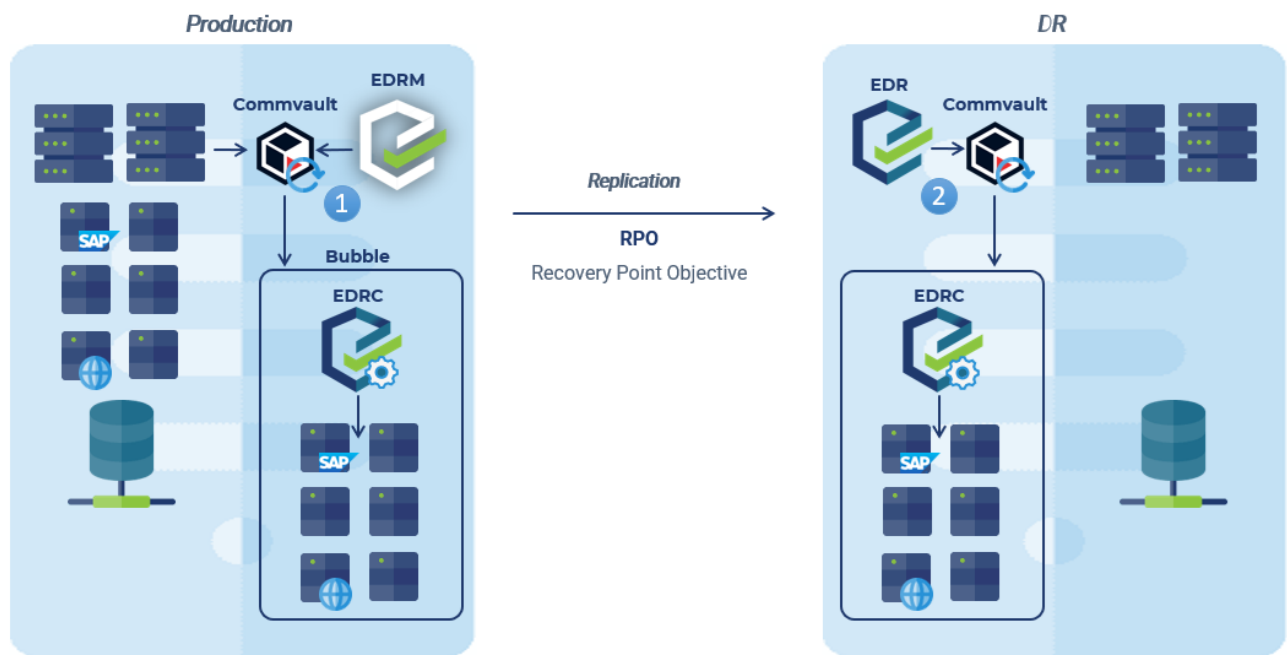 Production
EDRM
Commvault
1
SAP
Bubble
EDRC
SAP
Replication
RPO
Recovery Point Objective
DR
EDR
Commvault
2
EDRC
SAP